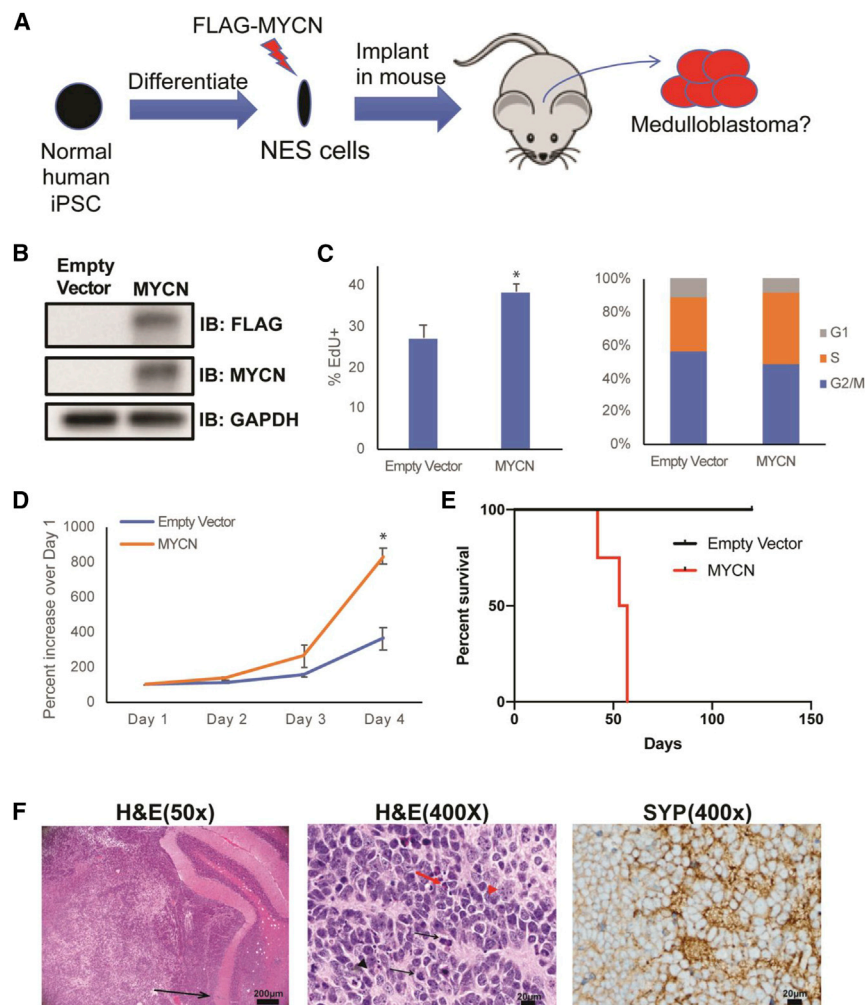 A
FLAG-MYCN
Differentiate
Implant
in mouse
Normal
human
iPSC
NES cells
Medulloblastoma?
B
Empty
Vector
MYCN
IB: FLAG
IB: MYCN
IB: GAPDH
C
% EdU+
40
30
20
10
0
*
Empty Vector
MYCN
100%
80%
60%
40%
20%
0%
Empty Vector
MYCN
G1
S
G2/M
D
Percent increase over Day 1
1000
800
600
400
200
0
Empty Vector
MYCN
*
Day 1
Day 2
Day 3
Day 4
E
Percent survival
100
50
0
Empty Vector
MYCN
0
50
100
150
Days
F
H&E(50x)
200µm
H&E(400X)
20µm
SYP(400x)
20µm